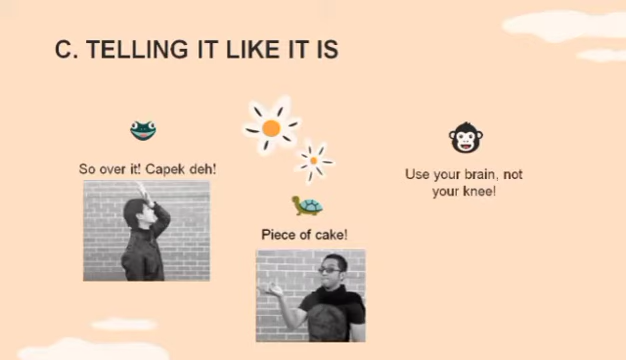 C. TELLING IT LIKE IT IS
So over it! Capek deh!
Piece of cake!
Use your brain, not
your knee!